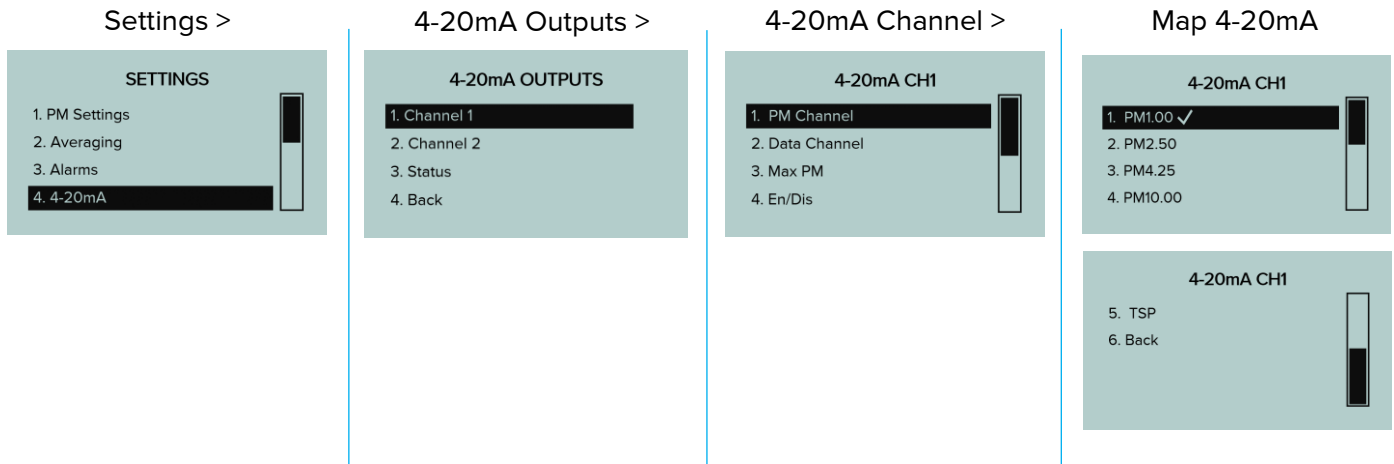 Settings >
SETTINGS
1. PM Settings
2. Averaging
3. Alarms
4. 4-20mA
4-20mA Outputs >
4-20mA OUTPUTS
1. Channel 1
2. Channel 2
3. Status
4. Back
4-20mA Channel >
4-20mA CH1
1. PM Channel
2. Data Channel
3. Max PM
4. En/Dis
Map 4-20mA
4-20mA CH1
1. PM1.00 ✓
2. PM2.50
3. PM4.25
4. PM10.00
4-20mA CH1
5. TSP
6. Back